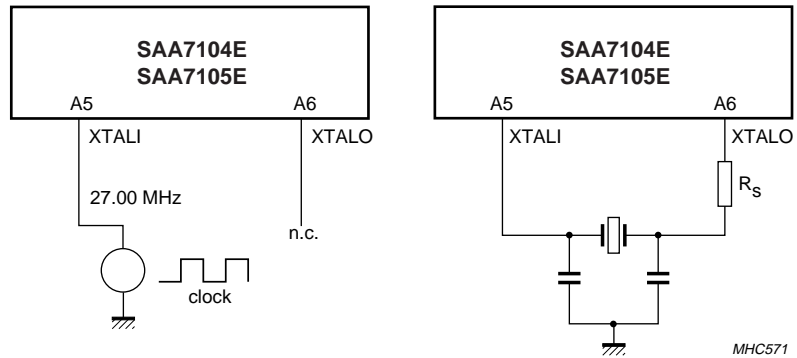 SAA7104E
SAA7105E
A5 A6
XTALI XTALO
27.00 MHz
n.c.
clock
SAA7104E
SAA7105E
A5 A6
XTALI XTALO
Rs
MHC571